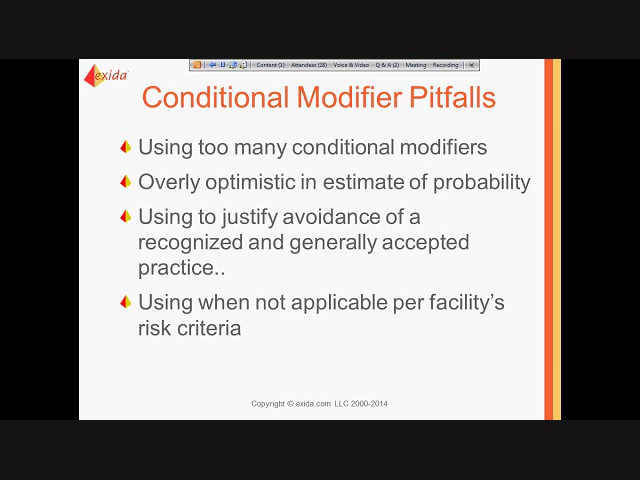 Content (1) Attendees (28) Voice & Video Q & A (2) Meeting Recording
exida
Conditional Modifier Pitfalls
Using too many conditional modifiers
Overly optimistic in estimate of probability
Using to justify avoidance of a
recognized and generally accepted
practice..
Using when not applicable per facility's
risk criteria
Copyright © exida.com LLC 2000-2014